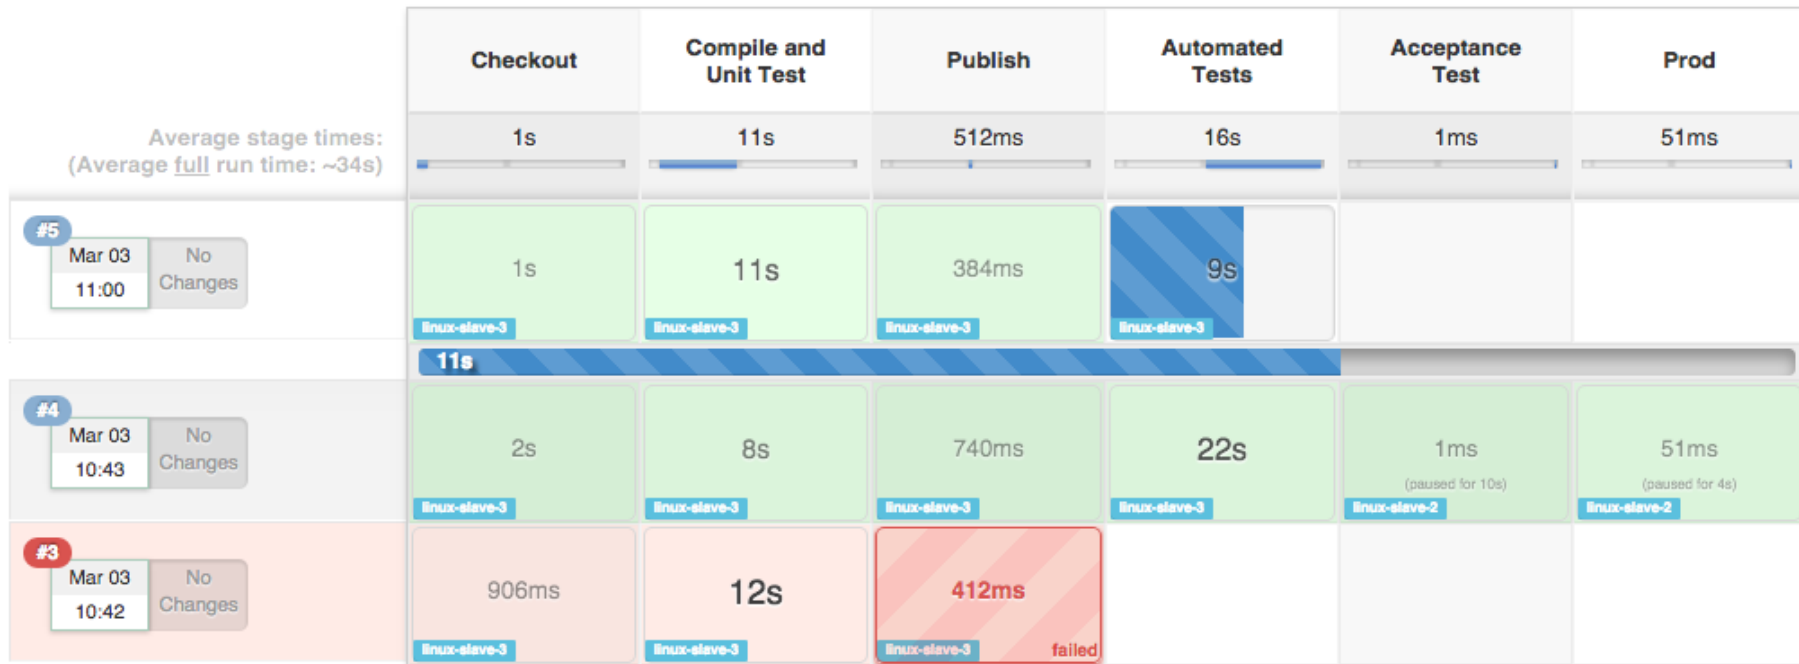 Checkout
Compile and
Unit Test
Publish
Automated
Tests
Acceptance
Test
Prod
Average stage times:
(Average full run time: ~34s)
1s
11s
512ms
16s
1ms
51ms
#5
Mar 03
11:00
No
Changes
1s
linux-slave-3
11s
linux-slave-3
384ms
linux-slave-3
9s
linux-slave-3
11s
#4
Mar 03
10:43
No
Changes
2s
linux-slave-3
8s
linux-slave-3
740ms
linux-slave-3
22s
linux-slave-3
1ms
(paused for 10s)
linux-slave-2
51ms
(paused for 4s)
linux-slave-2
#3
Mar 03
10:42
No
Changes
906ms
linux-slave-3
12s
linux-slave-3
412ms
linux-slave-3
failed